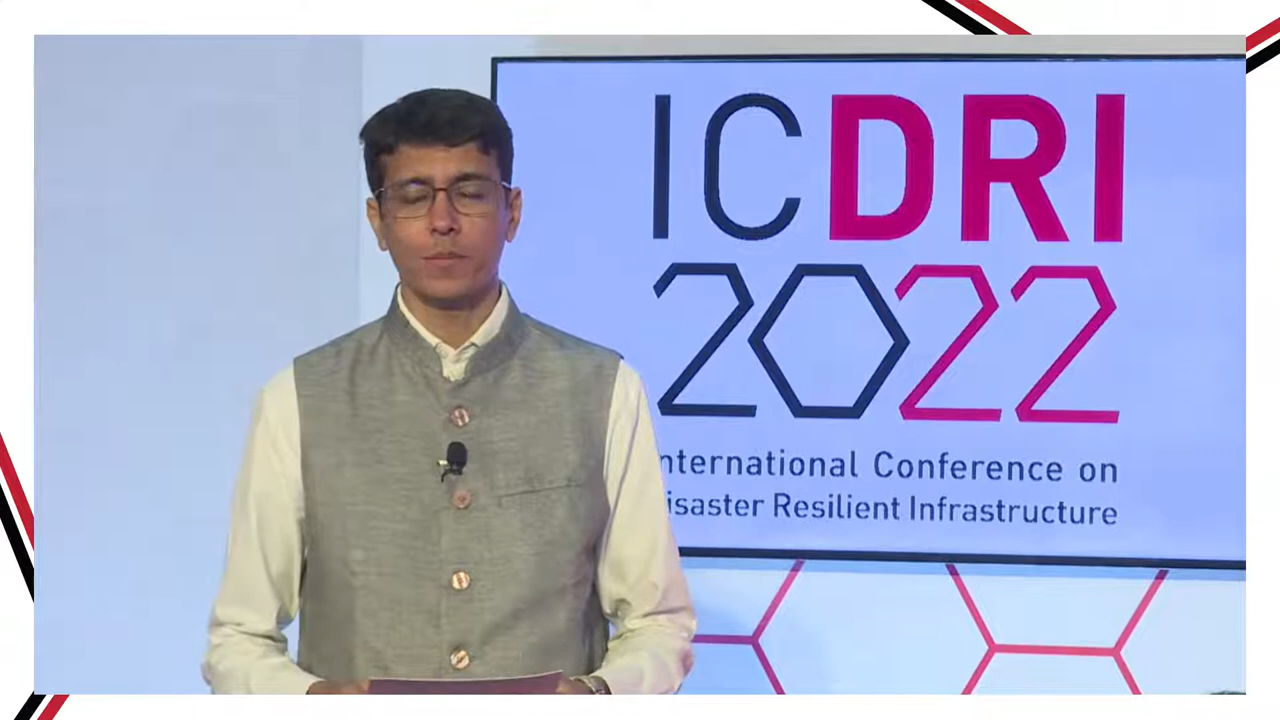 ICDRI
2022
nternational Conference on
isaster Resilient Infrastructure